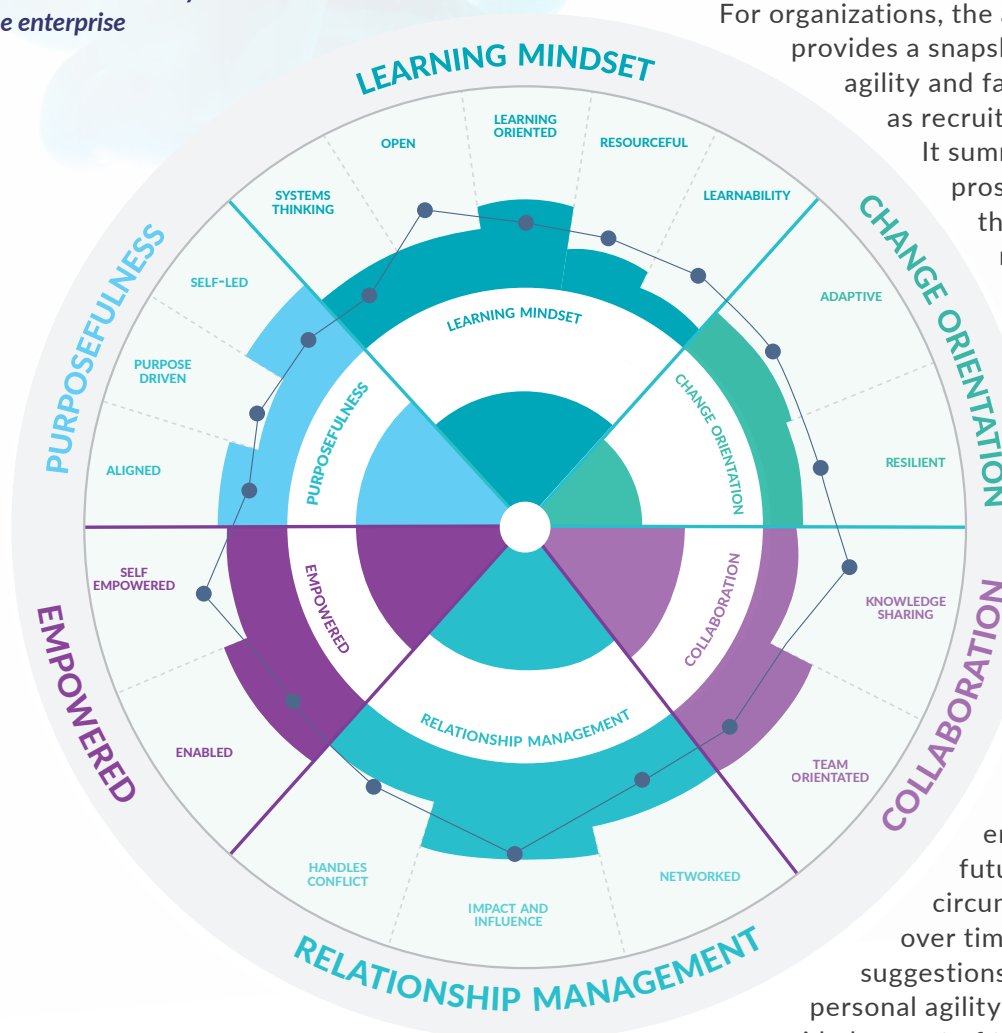 e enterprise
For organizations, the
provides a snapsh
agility and fa
as recruit
It sum
pros
th
LEARNING MINDSET
CHANGE ORIENTATION
COLLABORATION
RELATIONSHIP MANAGEMENT
EMPOWERED
PURPOSEFULNESS
SYSTEMS
THINKING
OPEN
LEARNING
ORIENTED
RESOURCEFUL
LEARNABILITY
ADAPTIVE
RESILIENT
KNOWLEDGE
SHARING
TEAM
ORIENTATED
NETWORKED
IMPACT AND
INFLUENCE
HANDLES
CONFLICT
ENABLED
SELF
EMPOWERED
ALIGNED
PURPOSE
DRIVEN
SELF-LED
LEARNING MINDSET
CHANGE ORIENTATION
COLLABORATION
RELATIONSHIP MANAGEMENT
EMPOWERED
PURPOSEFULNESS
en
futu
circun
over tim
suggestions
personal agility